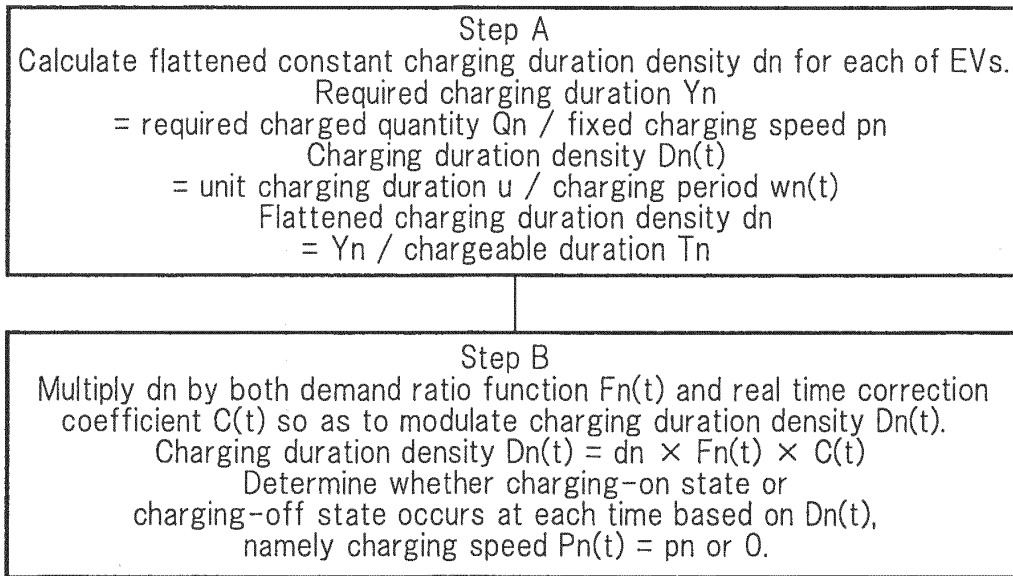 Step A
Calculate flattened constant charging duration density dn for each of EVs.
Required charging duration Yn
= required charged quantity Qn / fixed charging speed pn
Charging duration density Dn(t)
= unit charging duration u / charging period wn(t)
Flattened charging duration density dn
= Yn / chargeable duration Tn
Step B
Multiply dn by both demand ratio function Fn(t) and real time correction
coefficient C(t) so as to modulate charging duration density Dn(t).
Charging duration density Dn(t) = dn × Fn(t) × C(t)
Determine whether charging-on state or
charging-off state occurs at each time based on Dn(t),
namely charging speed Pn(t) = pn or 0.